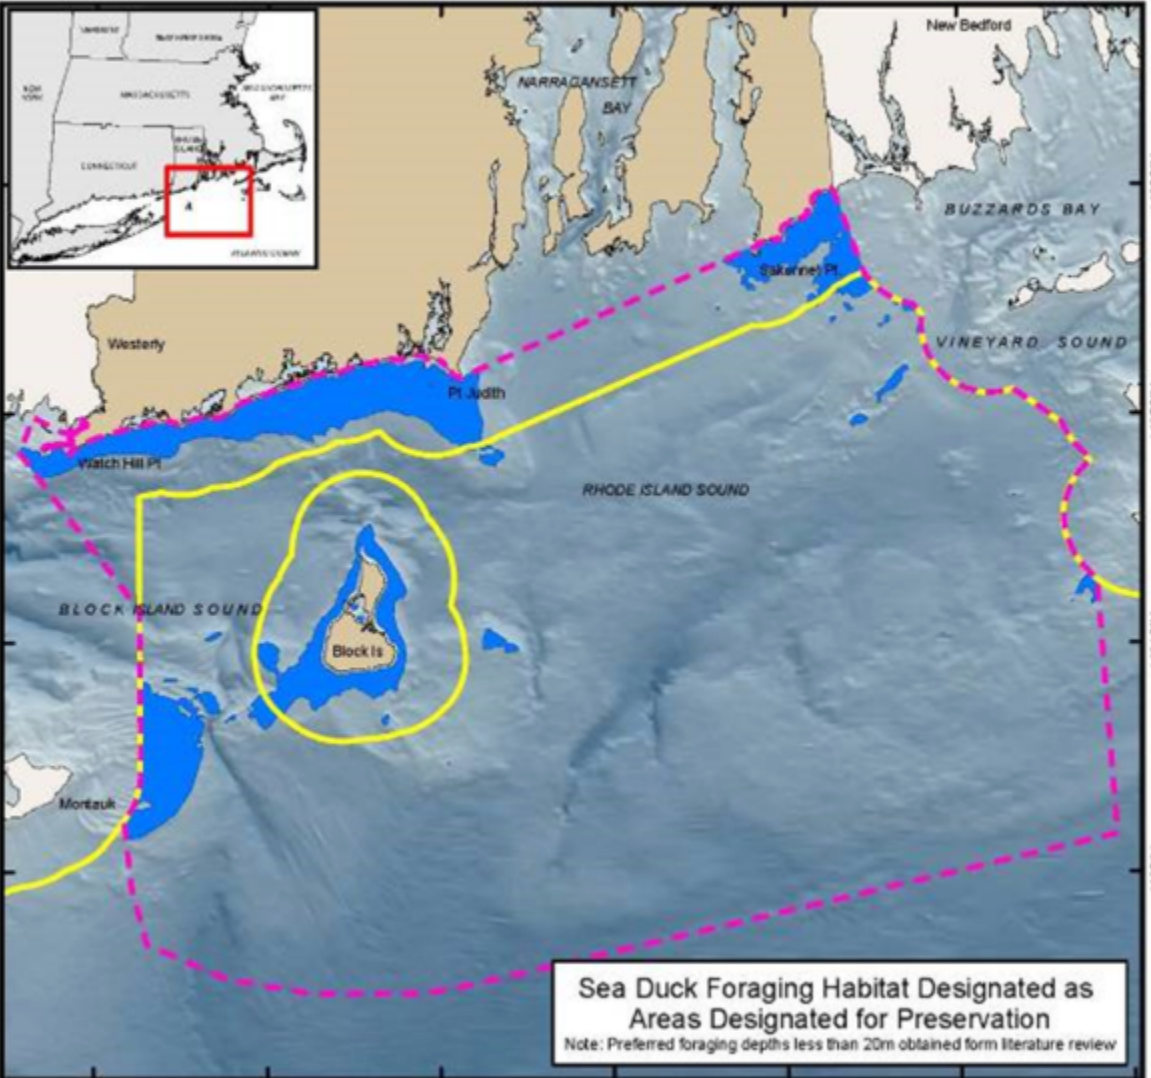 New Bedford
NARRAGANSETT
BAY
MASSACHUSETTS
CONNECTICUT
BUZZARDS BAY
Sakonnet Pt
VINEYARD SOUND
Westerly
Pt Judith
Watch Hill Pt
RHODE ISLAND SOUND
BLOCK ISLAND SOUND
Block Is
Montauk
Sea Duck Foraging Habitat Designated as
Areas Designated for Preservation
Note: Preferred foraging depths less than 20m obtained form literature review